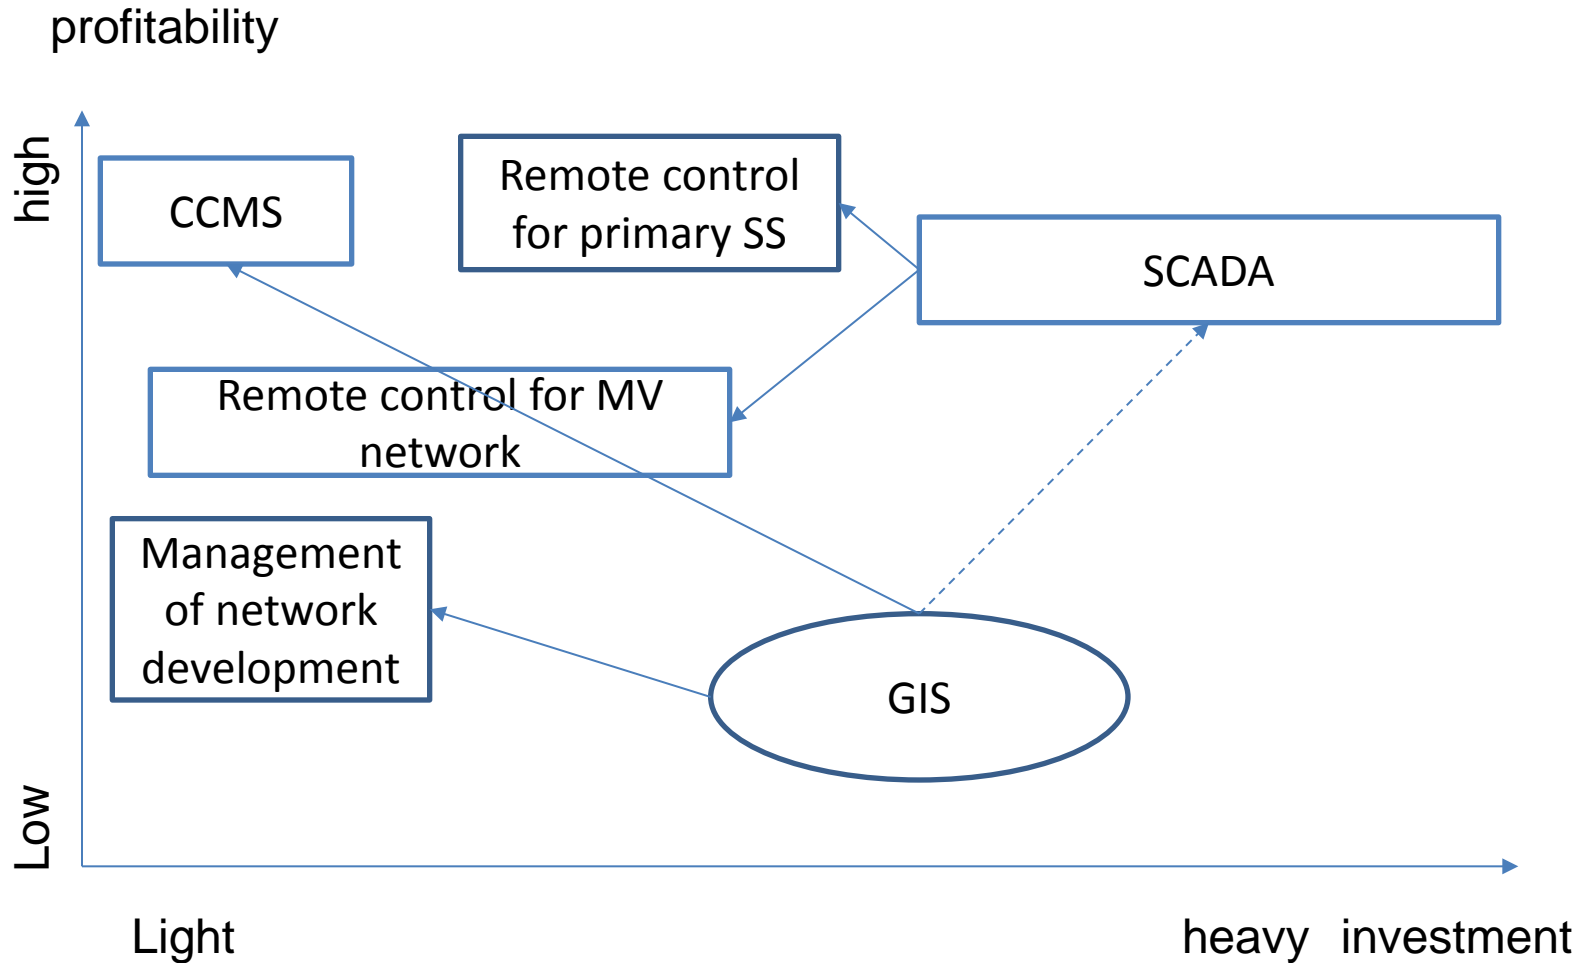 profitability
high
CCMS
Remote control
for primary SS
SCADA
Remote control for MV
network
Management
of network
development
GIS
Low
Light
heavy investment